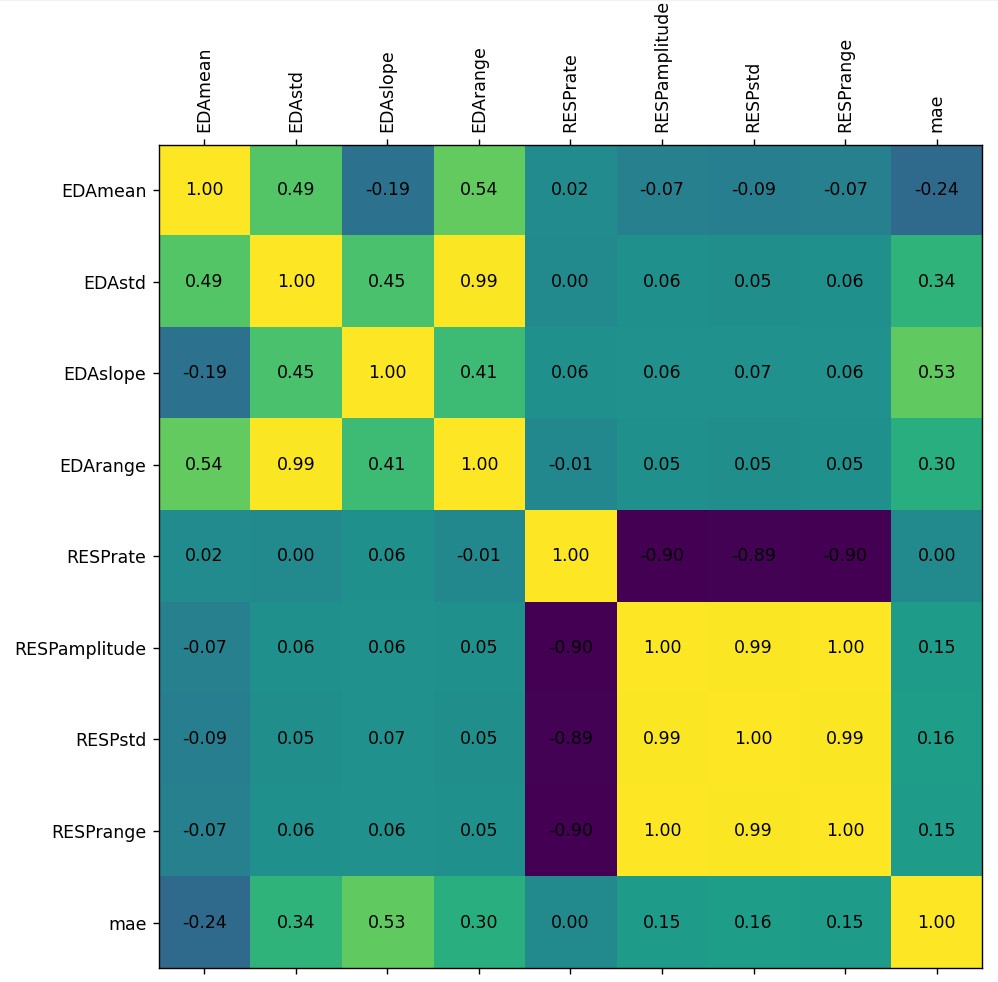 EDAmean EDAstd EDAslope EDArange RESPrate RESPamplitude RESPstd RESPrange mae
EDAmean 1.00 0.49 -0.19 0.54 0.02 -0.07 -0.09 -0.07 -0.24
EDAstd 0.49 1.00 0.45 0.99 0.00 0.06 0.05 0.06 0.34
EDAslope -0.19 0.45 1.00 0.41 0.06 0.06 0.07 0.06 0.53
EDArange 0.54 0.99 0.41 1.00 -0.01 0.05 0.05 0.05 0.30
RESPrate 0.02 0.00 0.06 -0.01 1.00 -0.90 -0.89 -0.90 0.00
RESPamplitude -0.07 0.06 0.06 0.05 -0.90 1.00 0.99 1.00 0.15
RESPstd -0.09 0.05 0.07 0.05 -0.89 0.99 1.00 0.99 0.16
RESPrange -0.07 0.06 0.06 0.05 -0.90 1.00 0.99 1.00 0.15
mae -0.24 0.34 0.53 0.30 0.00 0.15 0.16 0.15 1.00